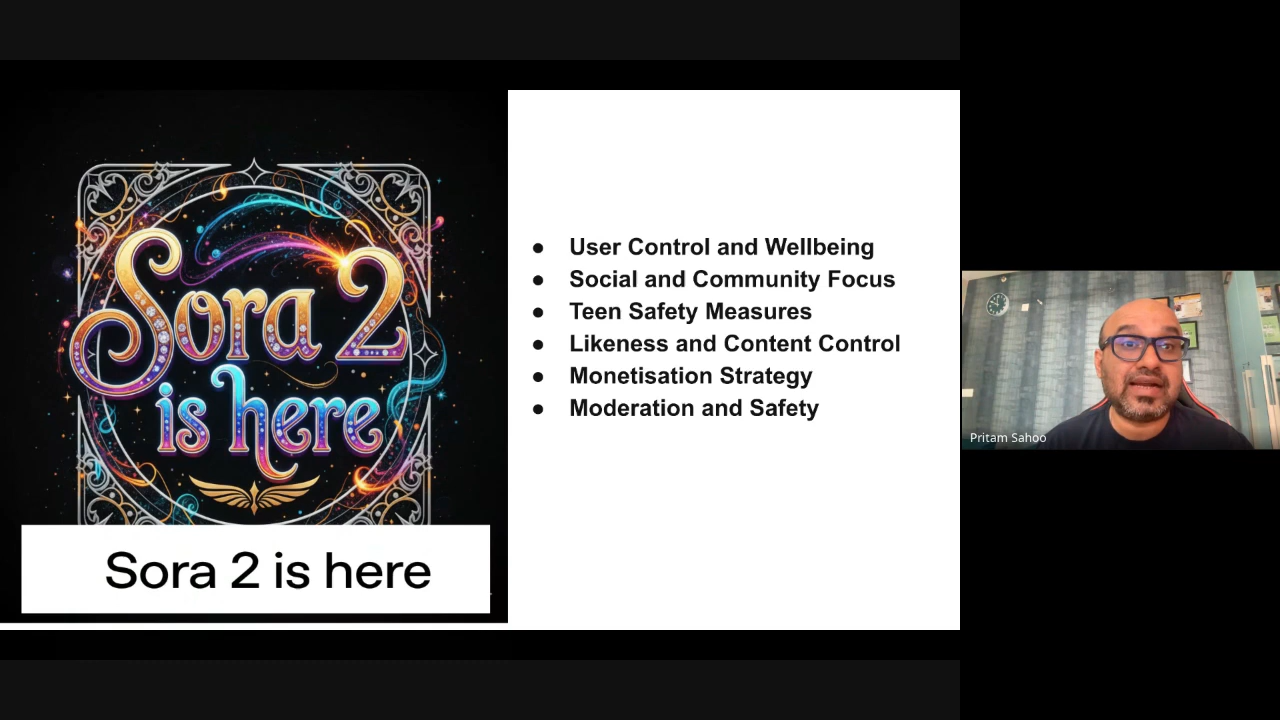 Sora 2
is here
Sora 2 is here
● User Control and Wellbeing
● Social and Community Focus
● Teen Safety Measures
● Likeness and Content Control
● Monetisation Strategy
● Moderation and Safety
Pritam Sahoo